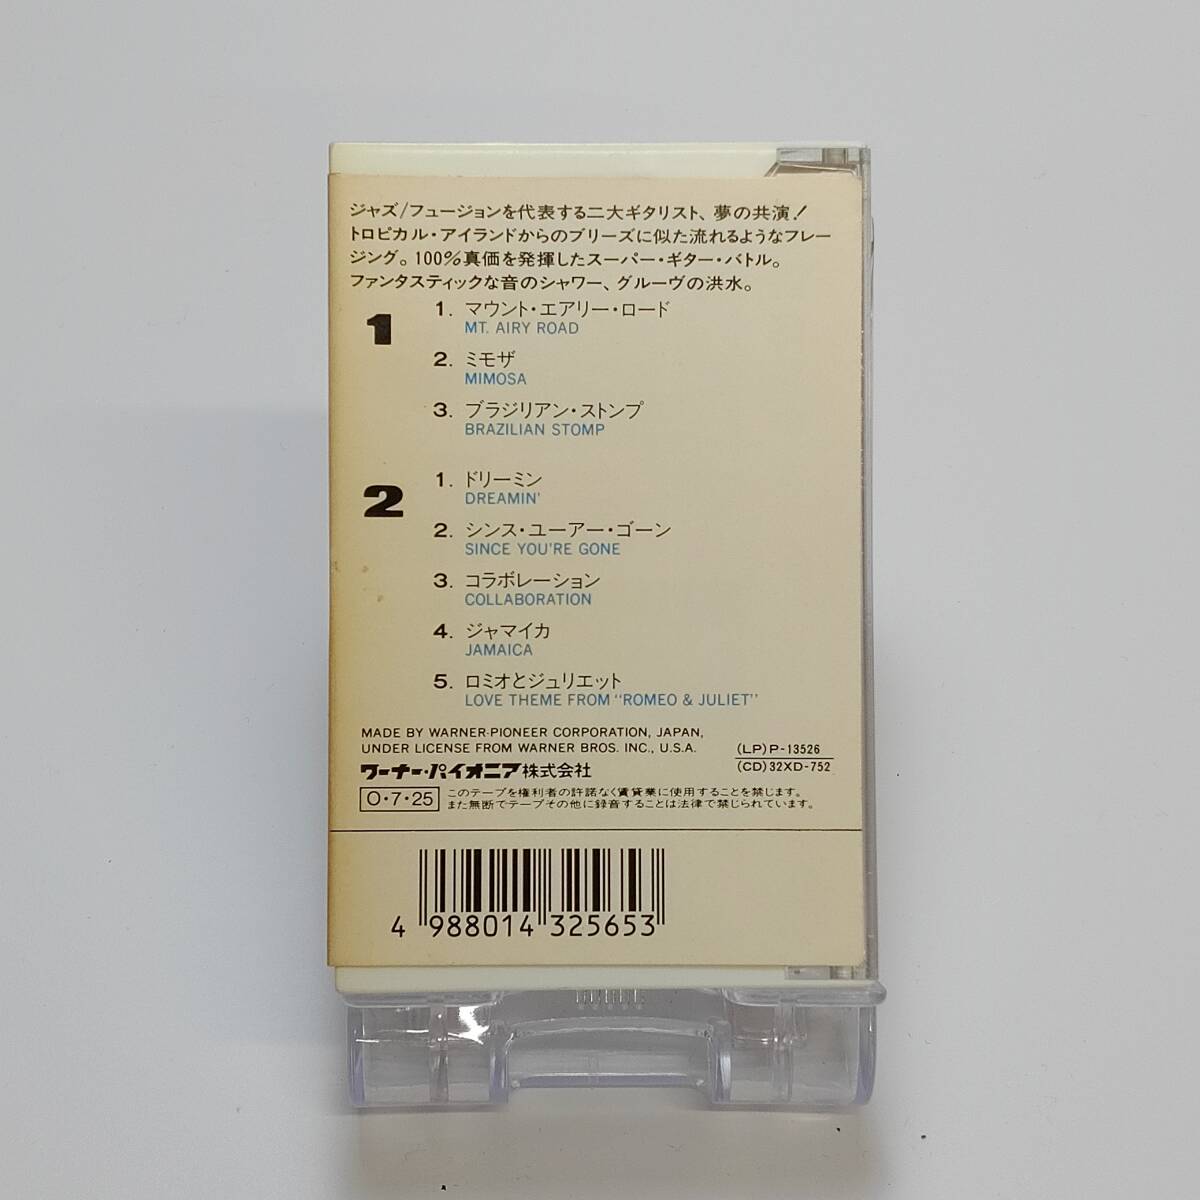 ジャズ/フュージョンを代表する二大ギタリスト、夢の共演!
トロピカル・アイランドからのブリーズに似た流れるようなフレー
ジング。100%真価を発揮したスーパー・ギター・バトル。
ファンタスティックな音のシャワー、グルーヴの洪水。
1
1. マウント・エアリー・ロード
MT. AIRY ROAD
2. ミモザ
MIMOSA
3. ブラジリアン・ストンプ
BRAZILIAN STOMP
2
1. ドリーミン
DREAMIN'
2. シンス・ユーアー・ゴーン
SINCE YOU'RE GONE
3. コラボレーション
COLLABORATION
4. ジャマイカ
JAMAICA
5. ロミオとジュリエット
LOVE THEME FROM "ROMEO & JULIET"
MADE BY WARNER-PIONEER CORPORATION, JAPAN,
UNDER LICENSE FROM WARNER BROS. INC., U.S.A.
ワーナー・パイオニア株式会社
(LP)P-13526
(CD)32XD-752
O・7・25
このテープを権利者の許諾なく賃貸業に使用することを禁じます。
また無断でテープその他に録音することは法律で禁じられています。
4 988014 325653